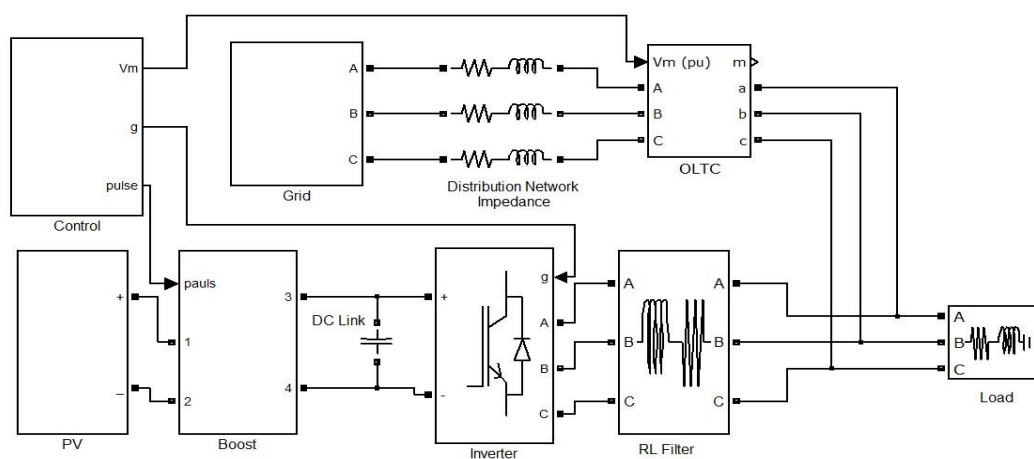 Vm
g
pulse
Control
A
B
C
Grid
Distribution Network
Impedance
Vm (pu)
A
B
C
m
a
b
c
OLTC
+
–
PV
pauls
1
2
3
4
Boost
DC Link
+
-
g
A
B
C
Inverter
A
B
C
A
B
C
RL Filter
A
B
C
Load